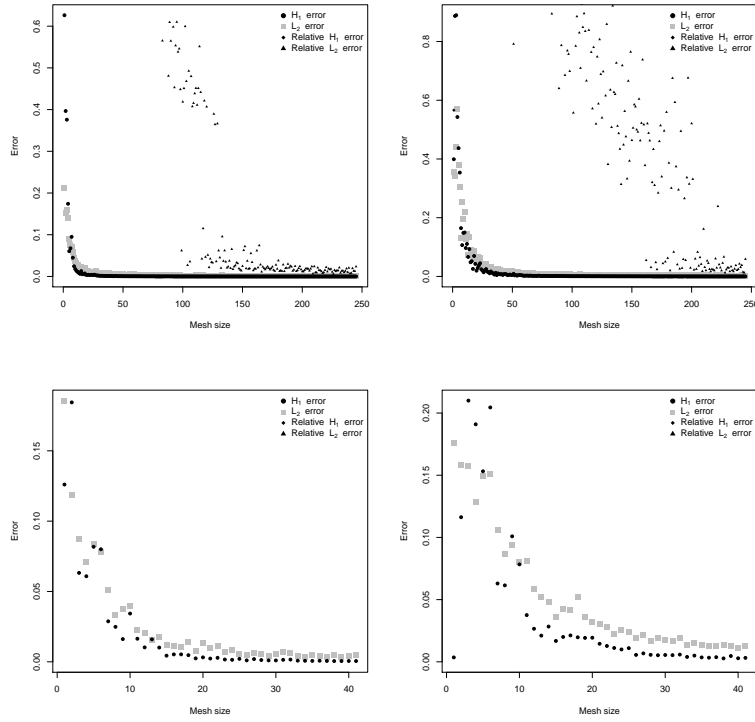 H1 error
L2 error
Relative H1 error
Relative L2 error
0.6
0.5
0.4
0.3
0.2
0.1
0.0
Error
0
50
100
150
200
250
Mesh size
H1 error
L2 error
Relative H1 error
Relative L2 error
0.8
0.6
0.4
0.2
0.0
Error
0
50
100
150
200
250
Mesh size
H1 error
L2 error
Relative H1 error
Relative L2 error
0.15
0.10
0.05
0.00
Error
0
10
20
30
40
Mesh size
H1 error
L2 error
Relative H1 error
Relative L2 error
0.20
0.15
0.10
0.05
0.00
Error
0
10
20
30
40
Mesh size